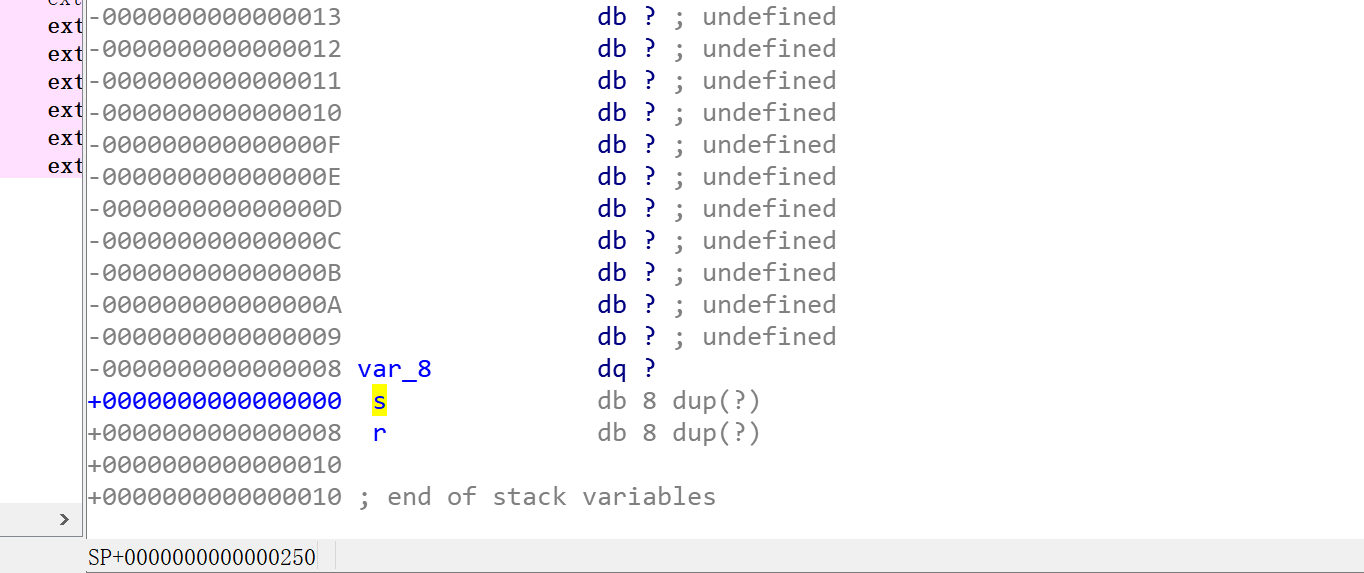 ext
-0000000000000013 db ? ; undefined
ext
-0000000000000012 db ? ; undefined
ext
-0000000000000011 db ? ; undefined
ext
-0000000000000010 db ? ; undefined
ext
-000000000000000F db ? ; undefined
ext
-000000000000000E db ? ; undefined
-000000000000000D db ? ; undefined
-000000000000000C db ? ; undefined
-000000000000000B db ? ; undefined
-000000000000000A db ? ; undefined
-0000000000000009 db ? ; undefined
-0000000000000008 var_8 dq ?
+0000000000000000 s db 8 dup(?)
+0000000000000008 r db 8 dup(?)
+0000000000000010
+0000000000000010 ; end of stack variables
SP+0000000000000250